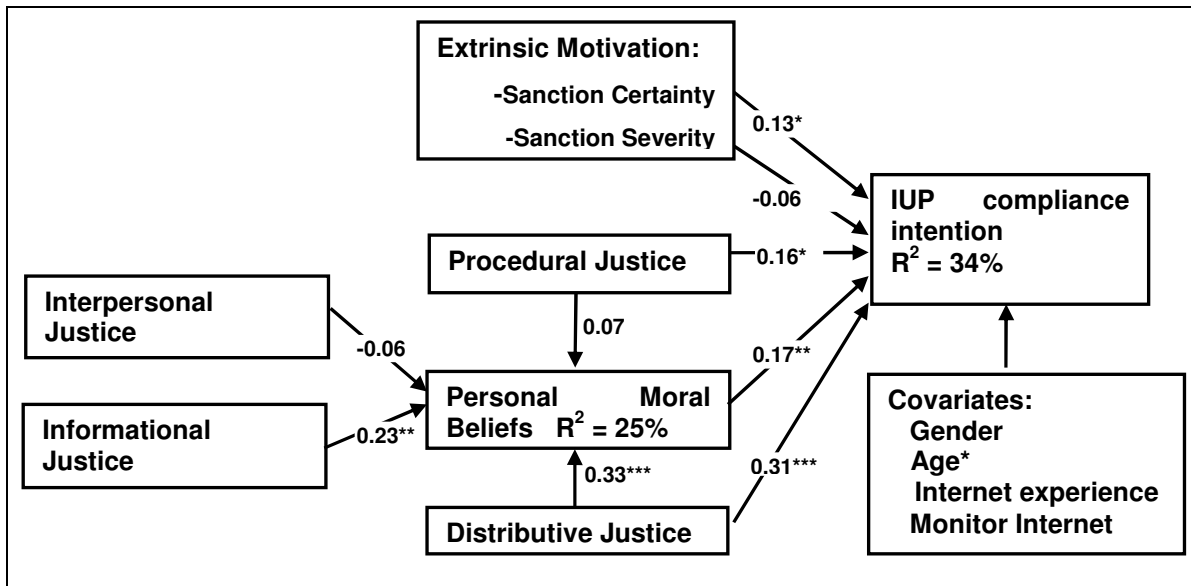 Extrinsic Motivation:
-Sanction Certainty
-Sanction Severity
0.13*
-0.06
IUP compliance
intention
R² = 34%
Procedural Justice
0.16*
Interpersonal
Justice
0.07
-0.06
0.17**
Personal Moral
Beliefs R² = 25%
Informational
Justice
0.23**
0.33***
0.31***
Distributive Justice
Covariates:
Gender
Age*
Internet experience
Monitor Internet